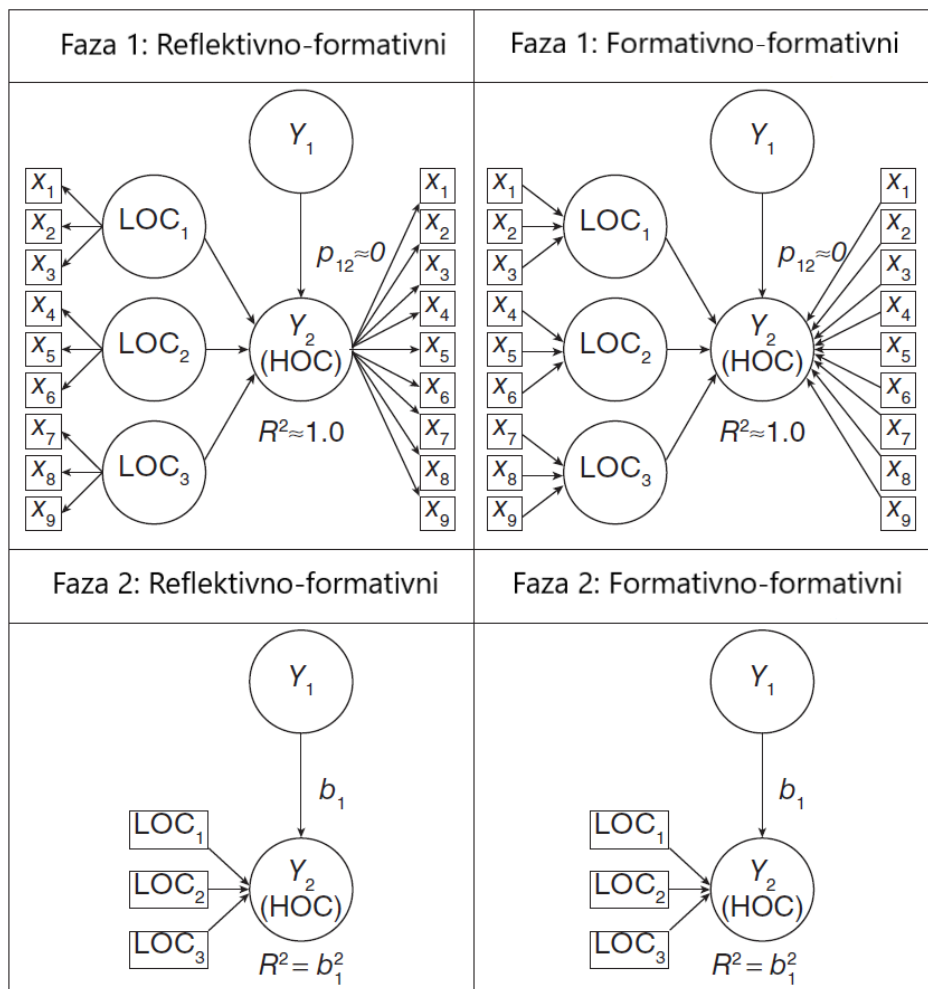 Faza 1: Reflektivno-formativni
Y₁
X₁
X₂
X₃
X₄
X₅
X₆
X₇
X₈
X₉
LOC₁
LOC₂
LOC₃
p₁₂≈0
Y₂
(HOC)
R²≈1.0
X₁
X₂
X₃
X₄
X₅
X₆
X₇
X₈
X₉
Faza 1: Formativno-formativni
Y₁
X₁
X₂
X₃
X₄
X₅
X₆
X₇
X₈
X₉
LOC₁
LOC₂
LOC₃
p₁₂≈0
Y₂
(HOC)
R²≈1.0
X₁
X₂
X₃
X₄
X₅
X₆
X₇
X₈
X₉
Faza 2: Reflektivno-formativni
Y₁
b₁
LOC₁
LOC₂
LOC₃
Y₂
(HOC)
R² = b₁²
Faza 2: Formativno-formativni
Y₁
b₁
LOC₁
LOC₂
LOC₃
Y₂
(HOC)
R² = b₁²